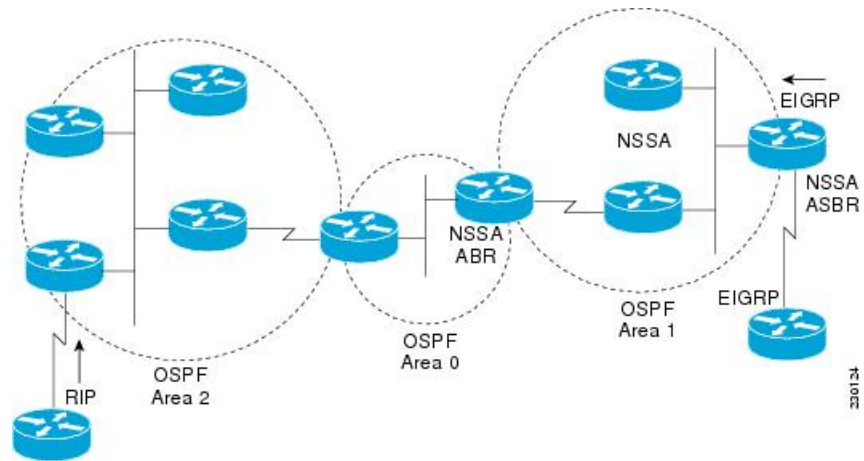 EIGRP
NSSA
NSSA
ASBR
NSSA
ABR
EIGRP
OSPF
Area 1
OSPF
Area 0
OSPF
Area 2
RIP
230134